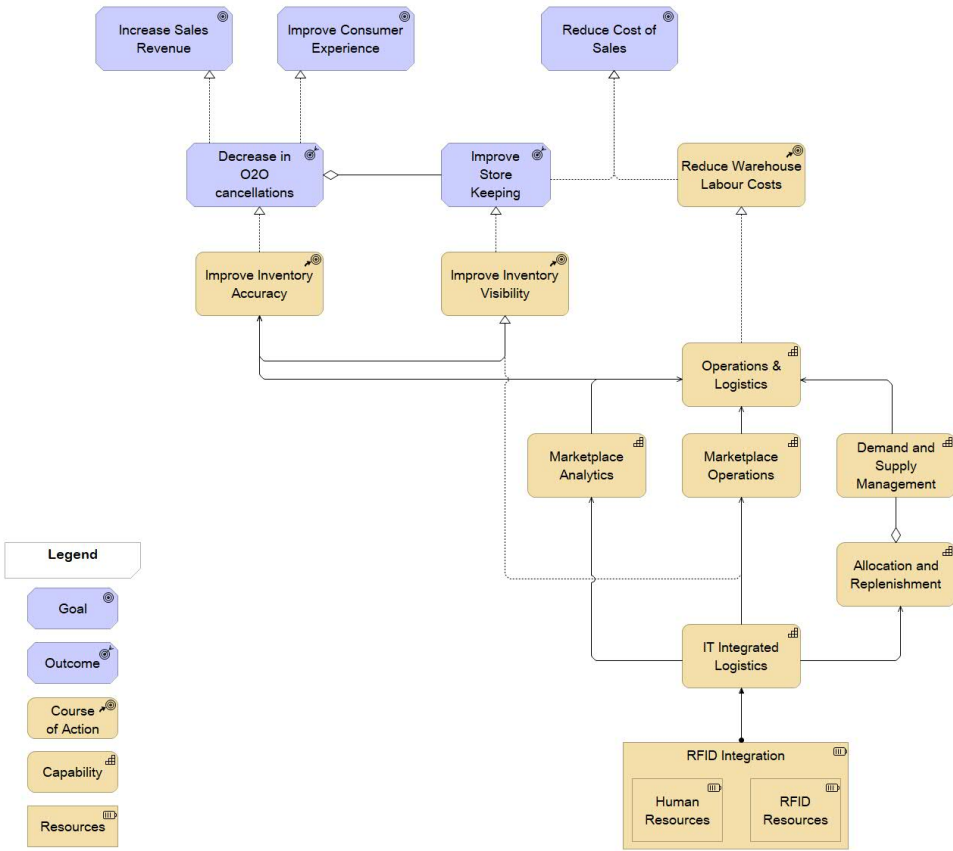 Increase Sales
Revenue
Improve Consumer
Experience
Reduce Cost of
Sales
Decrease in
O2O
cancellations
Improve
Store
Keeping
Reduce Warehouse
Labour Costs
Improve Inventory
Accuracy
Improve Inventory
Visibility
Operations &
Logistics
Marketplace
Analytics
Marketplace
Operations
Demand and
Supply
Management
Allocation and
Replenishment
IT Integrated
Logistics
RFID Integration
Human
Resources
RFID
Resources
Legend
Goal
Outcome
Course
of Action
Capability
Resources